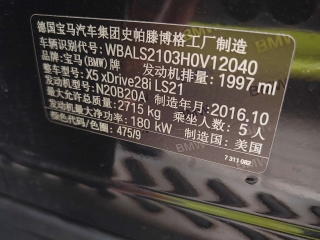 德国宝马汽车集团史帕滕博格工厂制造
车辆识别代号: WBALS2103H0V12040
品牌: 宝马(BMW)牌 发动机排量: 1997 ml
型号: X5 xDrive28i LS21
发动机型号: N20B20A 制造年月: 2016.10
最大允许总质量: 2715 kg 乘坐人数: 5 人
发动机最大净功率: 180 kW 制造国: 美国
颜色代码/色圈: 475/9
7 311 082